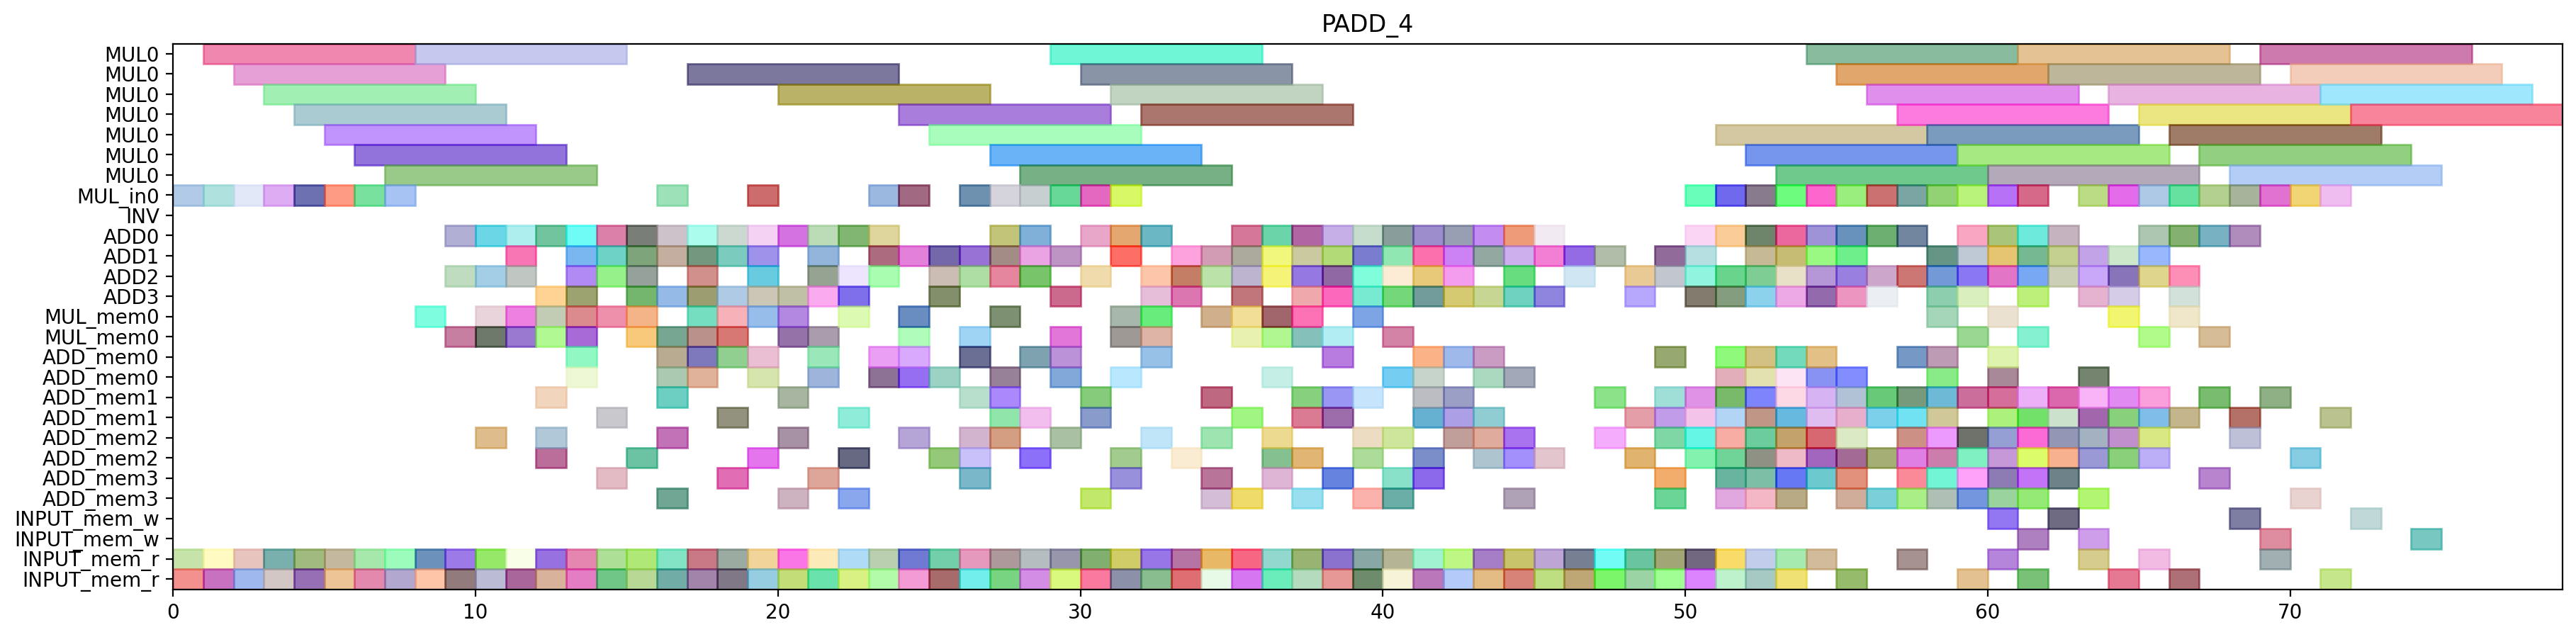 PADD_4
MUL0
MUL0
MUL0
MUL0
MUL0
MUL0
MUL0
MUL_in0
INV
ADD0
ADD1
ADD2
ADD3
MUL_mem0
MUL_mem0
ADD_mem0
ADD_mem0
ADD_mem1
ADD_mem1
ADD_mem2
ADD_mem2
ADD_mem3
ADD_mem3
INPUT_mem_w
INPUT_mem_w
INPUT_mem_r
INPUT_mem_r
0 10 20 30 40 50 60 70